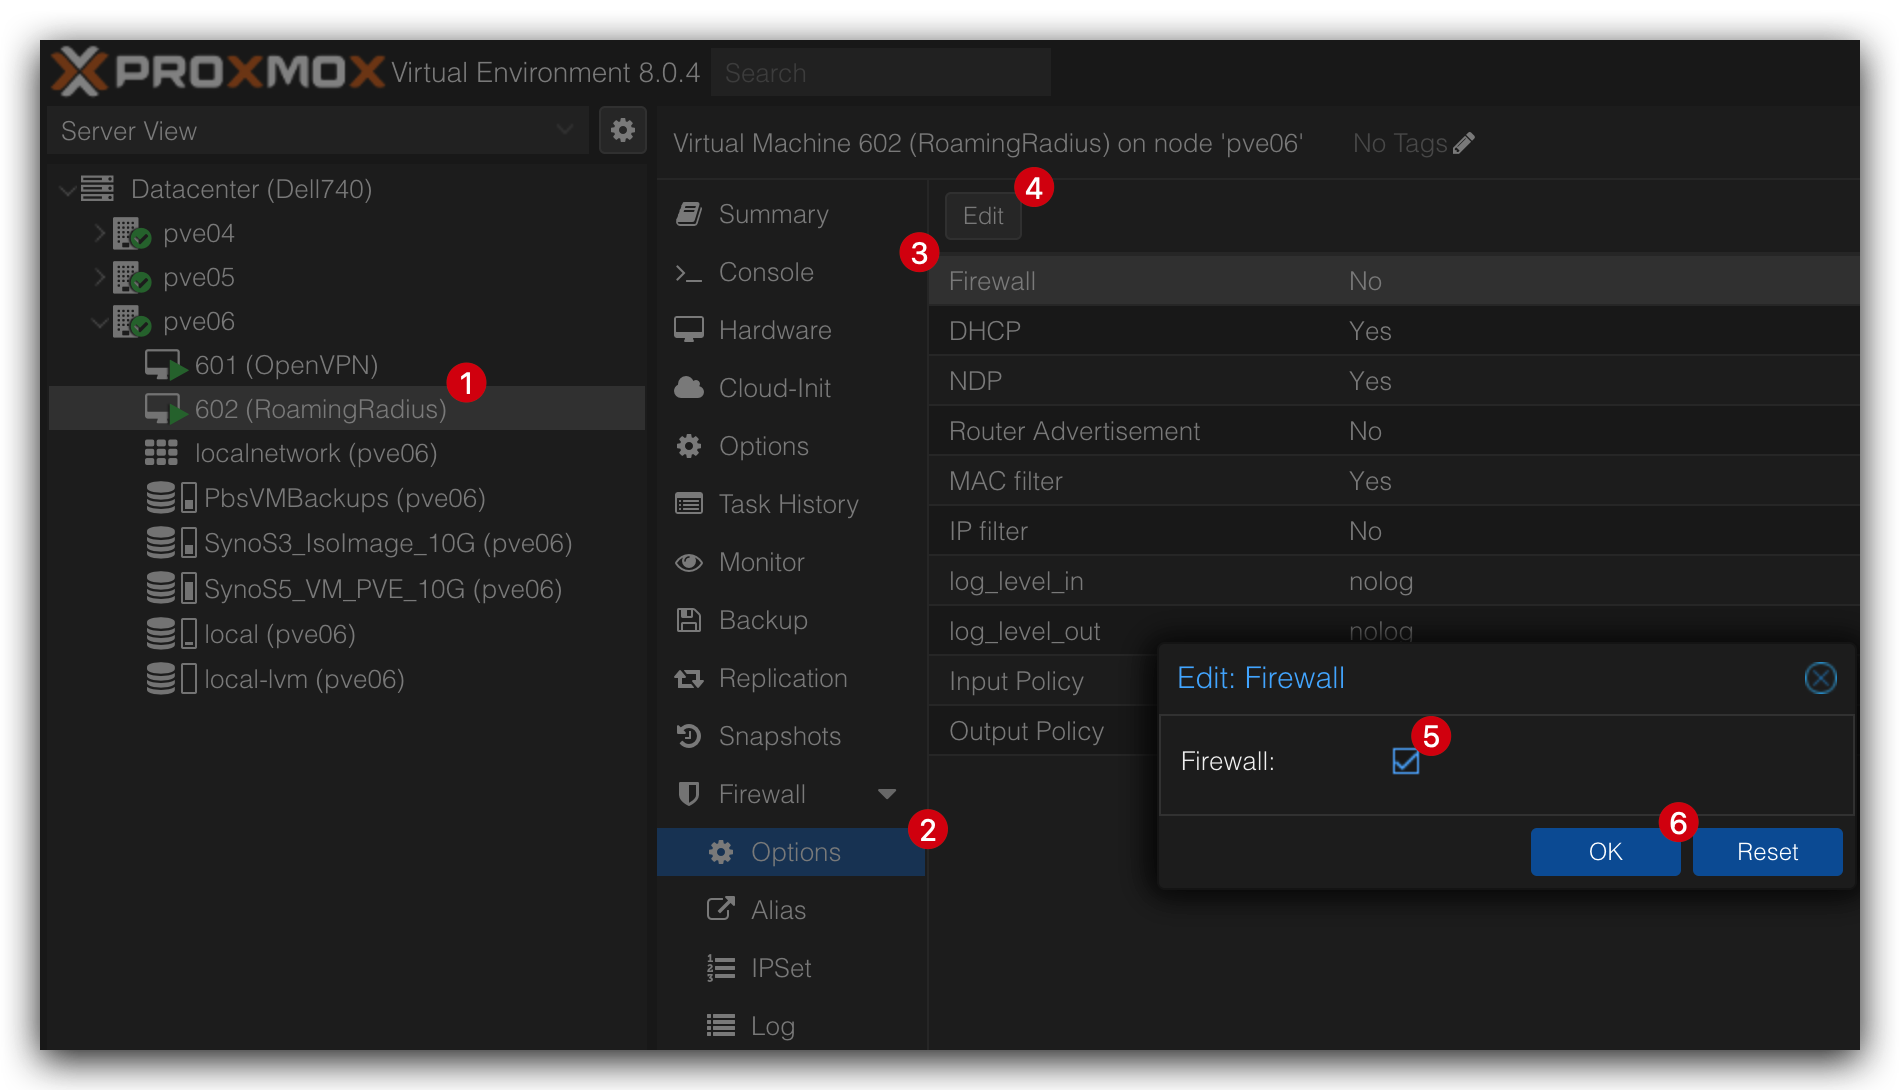 PROXMOX Virtual Environment 8.0.4 Search
Server View
Datacenter (Dell740)
pve04
pve05
pve06
601 (OpenVPN)
1
602 (RoamingRadius)
localnetwork (pve06)
PbsVMBackups (pve06)
SynoS3_IsoImage_10G (pve06)
SynoS5_VM_PVE_10G (pve06)
local (pve06)
local-lvm (pve06)
Virtual Machine 602 (RoamingRadius) on node 'pve06' No Tags
Summary
Console
Hardware
Cloud-Init
Options
Task History
Monitor
Backup
Replication
Snapshots
Firewall
2
Options
Alias
IPSet
Log
4
Edit
3
Firewall No
DHCP Yes
NDP Yes
Router Advertisement No
MAC filter Yes
IP filter No
log_level_in nolog
log_level_out nolog
Input Policy
Output Policy
Edit: Firewall
5
Firewall:
6
OK Reset